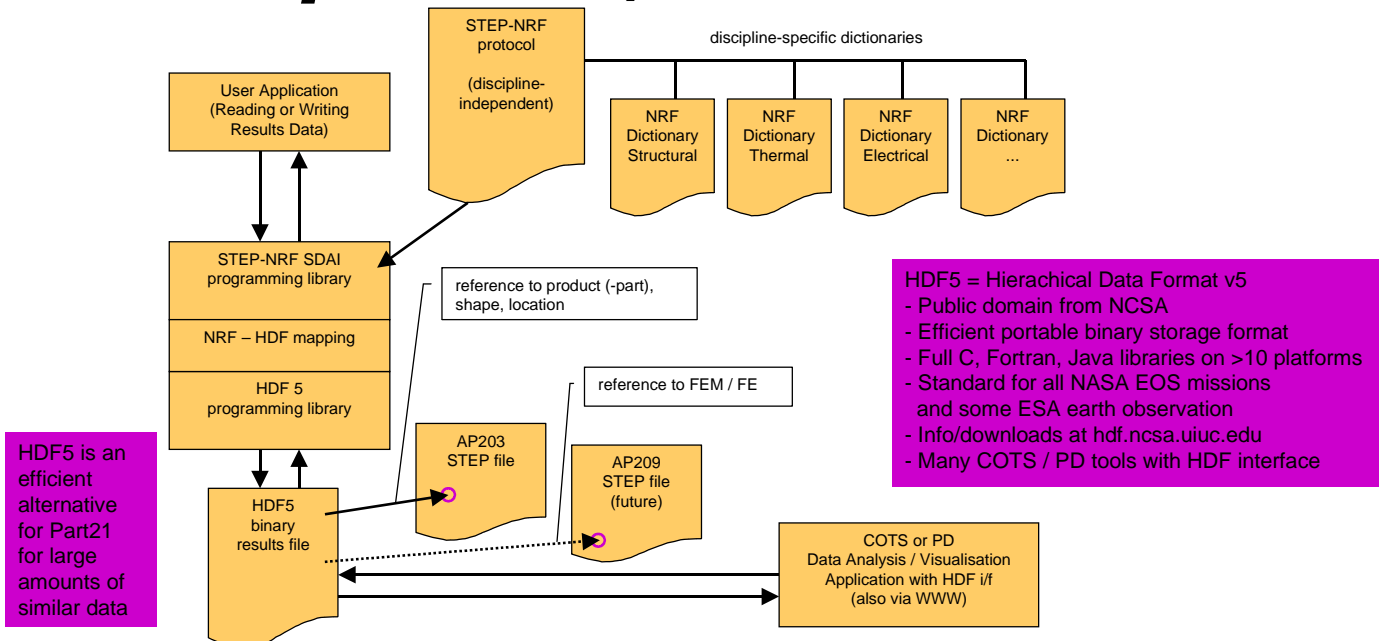 STEP-NRF
protocol
(discipline-
independent)
discipline-specific dictionaries
User Application
(Reading or Writing
Results Data)
NRF
Dictionary
Structural
NRF
Dictionary
Thermal
NRF
Dictionary
Electrical
NRF
Dictionary
...
STEP-NRF SDAI
programming library
NRF – HDF mapping
HDF 5
programming library
reference to product (-part),
shape, location
reference to FEM / FE
HDF5 = Hierachical Data Format v5
- Public domain from NCSA
- Efficient portable binary storage format
- Full C, Fortran, Java libraries on >10 platforms
- Standard for all NASA EOS missions
and some ESA earth observation
- Info/downloads at hdf.ncsa.uiuc.edu
- Many COTS / PD tools with HDF interface
HDF5 is an
efficient
alternative
for Part21
for large
amounts of
similar data
HDF5
binary
results file
AP203
STEP file
AP209
STEP file
(future)
COTS or PD
Data Analysis / Visualisation
Application with HDF i/f
(also via WWW)